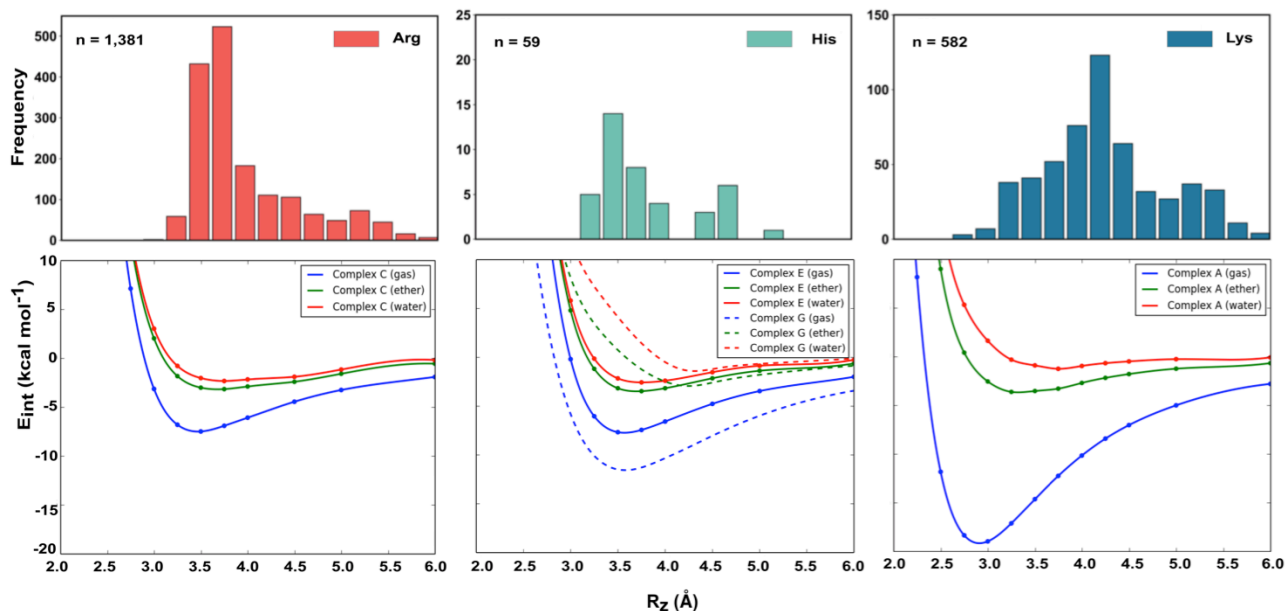 n = 1,381
Arg
500
400
300
200
100
0
Frequency
n = 59
His
25
20
15
10
5
0
n = 582
Lys
150
100
50
0
10
5
0
-5
-10
-15
-20
Eint (kcal mol-1)
Complex C (gas)
Complex C (ether)
Complex C (water)
Complex E (gas)
Complex E (ether)
Complex E (water)
Complex G (gas)
Complex G (ether)
Complex G (water)
Complex A (gas)
Complex A (ether)
Complex A (water)
2.0 2.5 3.0 3.5 4.0 4.5 5.0 5.5 6.0
2.0 2.5 3.0 3.5 4.0 4.5 5.0 5.5 6.0
2.0 2.5 3.0 3.5 4.0 4.5 5.0 5.5 6.0
RZ (Å)